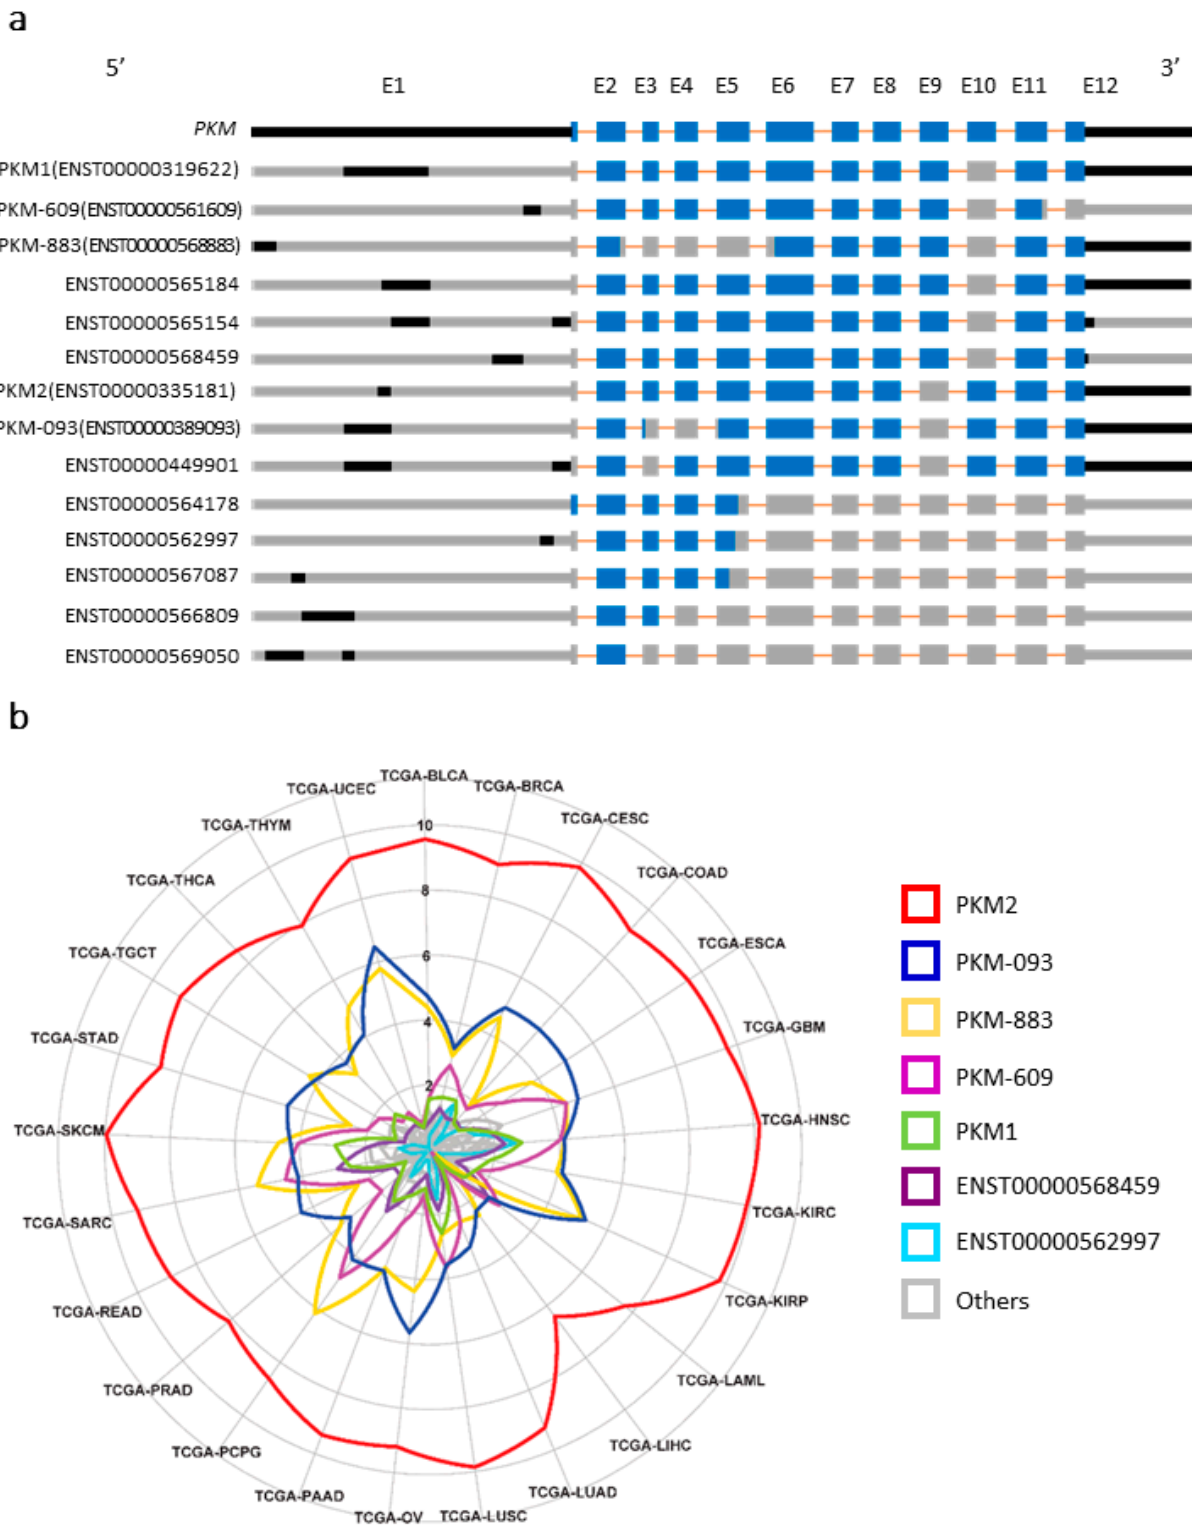 a
5’ 3’
E1 E2 E3 E4 E5 E6 E7 E8 E9 E10 E11 E12
PKM
PKM1(ENST00000319622)
PKM-609(ENST00000561609)
PKM-883(ENST00000568883)
ENST00000565184
ENST00000565154
ENST00000568459
PKM2(ENST00000335181)
PKM-093(ENST00000389093)
ENST00000449901
ENST00000564178
ENST00000562997
ENST00000567087
ENST00000566809
ENST00000569050
b
TCGA-BLCA
TCGA-BRCA
TCGA-CESC
TCGA-COAD
TCGA-ESCA
TCGA-GBM
TCGA-HNSC
TCGA-KIRC
TCGA-KIRP
TCGA-LAML
TCGA-LIHC
TCGA-LUAD
TCGA-LUSC
TCGA-OV
TCGA-PAAD
TCGA-PCPG
TCGA-PRAD
TCGA-READ
TCGA-SARC
TCGA-SKCM
TCGA-STAD
TCGA-TGCT
TCGA-THCA
TCGA-THYM
TCGA-UCEC
10
8
6
4
2
PKM2
PKM-093
PKM-883
PKM-609
PKM1
ENST00000568459
ENST00000562997
Others